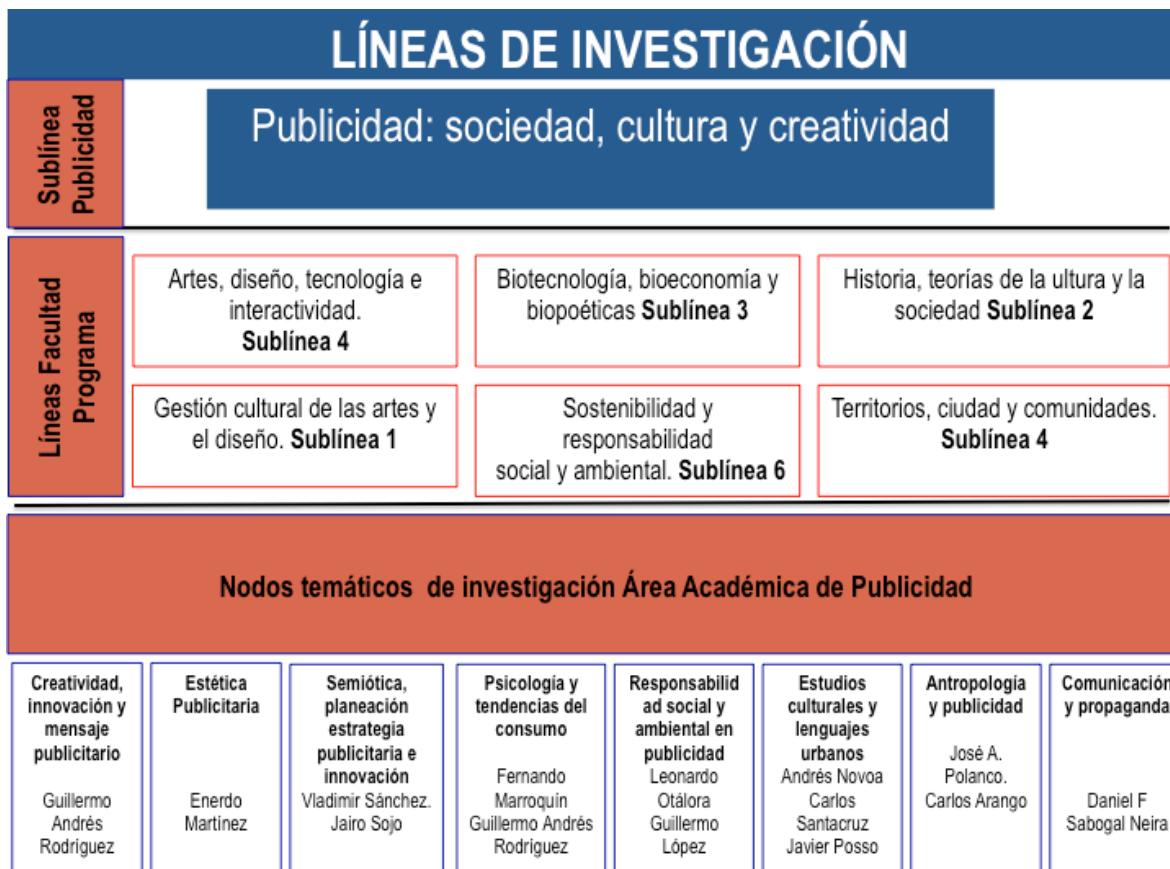 LÍNEAS DE INVESTIGACIÓN
Sublínea
Publicidad
Publicidad: sociedad, cultura y creatividad
Líneas Facultad
Programa
Artes, diseño, tecnología e
interactividad.
Sublínea 4
Biotecnología, bioeconomía y
biopoéticas Sublínea 3
Historia, teorías de la ultura y la
sociedad Sublínea 2
Gestión cultural de las artes y
el diseño. Sublínea 1
Sostenibilidad y
responsabilidad
social y ambiental. Sublínea 6
Territorios, ciudad y comunidades.
Sublínea 4
Nodos temáticos de investigación Área Académica de Publicidad
Creatividad,
innovación y
mensaje
publicitario
Guillermo
Andrés
Rodriguez
Estética
Publicitaria
Enerdo
Martínez
Semiótica,
planeación
estrategia
publicitaria e
innovación
Vladimir Sánchez.
Jairo Sojo
Psicología y
tendencias del
consumo
Fernando
Marroquín
Guillermo Andrés
Rodríguez
Responsabilid
ad social y
ambiental en
publicidad
Leonardo
Otálora
Guillermo
López
Estudios
culturales y
lenguajes
urbanos
Andrés Novoa
Carlos
Santacruz
Javier Posso
Antropología
y publicidad
José A.
Polanco.
Carlos Arango
Comunicación
y propaganda
Daniel F
Sabogal Neira